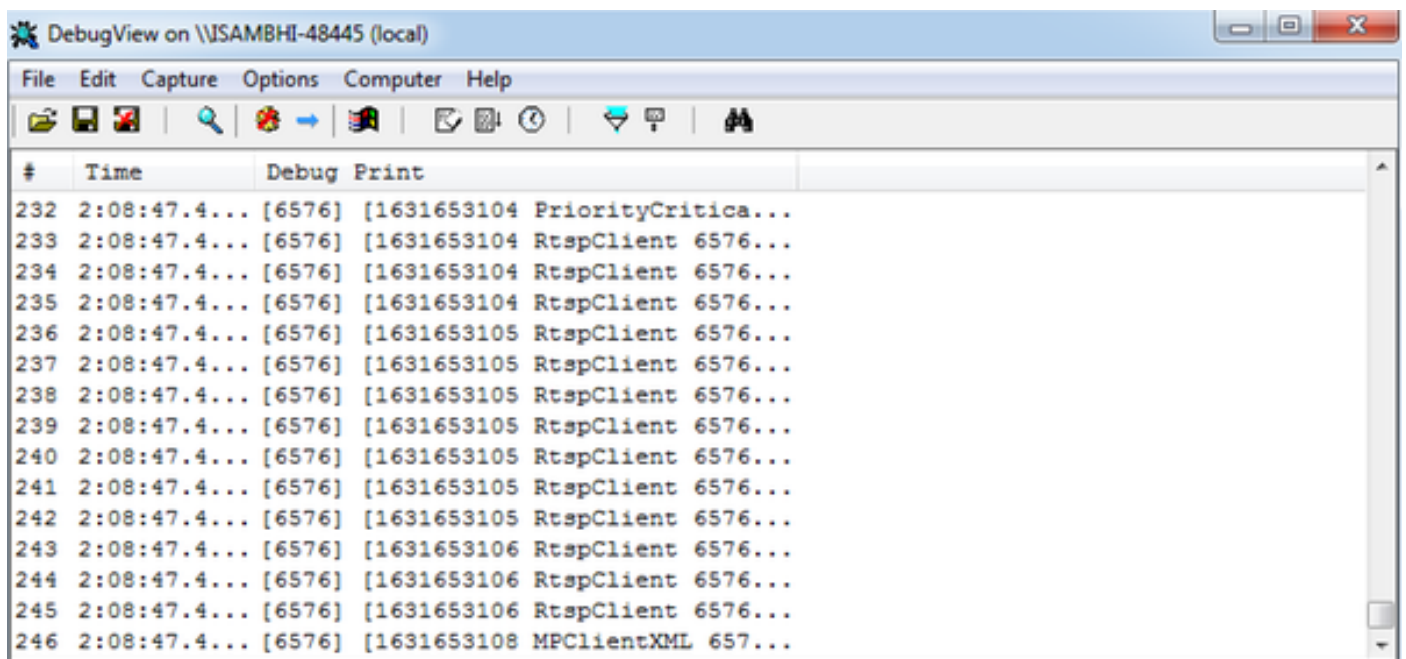 DebugView on \\ISAMBHI-48445 (local)
File Edit Capture Options Computer Help
# Time Debug Print
232 2:08:47.4... [6576] [1631653104 PriorityCritica...
233 2:08:47.4... [6576] [1631653104 RtspClient 6576...
234 2:08:47.4... [6576] [1631653104 RtspClient 6576...
235 2:08:47.4... [6576] [1631653104 RtspClient 6576...
236 2:08:47.4... [6576] [1631653105 RtspClient 6576...
237 2:08:47.4... [6576] [1631653105 RtspClient 6576...
238 2:08:47.4... [6576] [1631653105 RtspClient 6576...
239 2:08:47.4... [6576] [1631653105 RtspClient 6576...
240 2:08:47.4... [6576] [1631653105 RtspClient 6576...
241 2:08:47.4... [6576] [1631653105 RtspClient 6576...
242 2:08:47.4... [6576] [1631653105 RtspClient 6576...
243 2:08:47.4... [6576] [1631653106 RtspClient 6576...
244 2:08:47.4... [6576] [1631653106 RtspClient 6576...
245 2:08:47.4... [6576] [1631653106 RtspClient 6576...
246 2:08:47.4... [6576] [1631653108 MPClientXML 657...